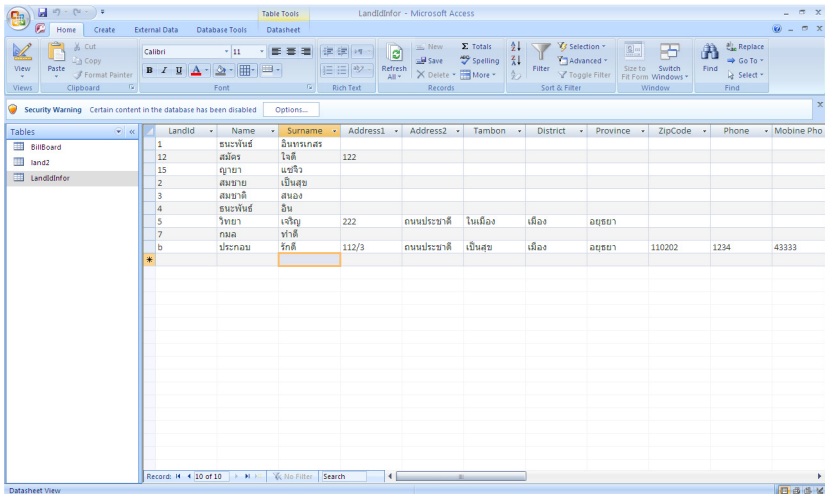 Table Tools LandIdInfor - Microsoft Access
Home Create External Data Database Tools Datasheet
View Paste Cut Copy Format Painter Calibri 11 B I U A Refresh All New Save Delete Totals Spelling More Filter Selection Advanced Toggle Filter Size to Fit Form Switch Windows Find Replace Go To Select
Views Clipboard Font Rich Text Records Sort & Filter Window Find
Security Warning Certain content in the database has been disabled Options...
Tables
BillBoard
land2
LandIdInfor
LandId Name Surname Address1 Address2 Tambon District Province ZipCode Phone Mobine Pho
1 ธนะพันธ์ อินทรเกสร
12 สมัคร ใจดี 122
15 ญายา แซ่จิว
2 สมชาย เป็นสุข
3 สมชาติ สนอง
4 ธนะพันธ์ อิน
5 วิทยา เจริญ 222 ถนนประชาดี ในเมือง เมือง อยุธยา
7 กมล ทำดี
b ประกอบ รักดี 112/3 ถนนประชาดี เป็นสุข เมือง อยุธยา 110202 1234 43333
Record: 10 of 10 No Filter Search
Datasheet View